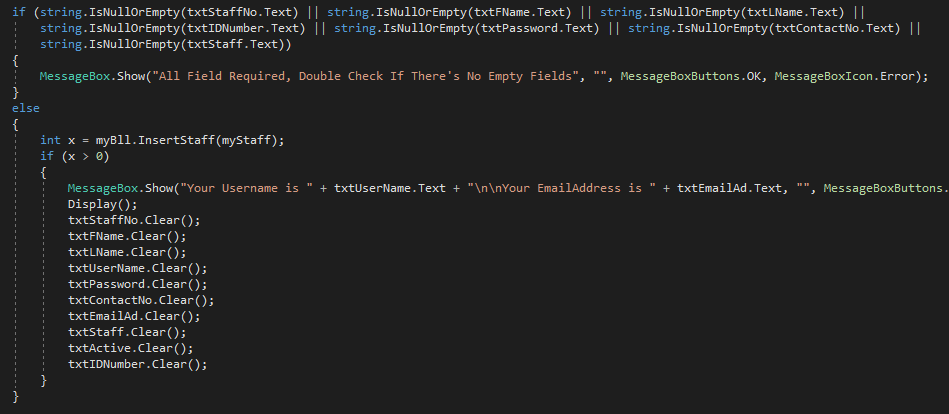 if (string.IsNullOrEmpty(txtStaffNo.Text) || string.IsNullOrEmpty(txtFName.Text) || string.IsNullOrEmpty(txtLName.Text) ||
string.IsNullOrEmpty(txtIDNumber.Text) || string.IsNullOrEmpty(txtPassword.Text) || string.IsNullOrEmpty(txtContactNo.Text) ||
string.IsNullOrEmpty(txtStaff.Text))
{
MessageBox.Show("All Field Required, Double Check If There's No Empty Fields", "", MessageBoxButtons.OK, MessageBoxIcon.Error);
}
else
{
int x = myBll.InsertStaff(myStaff);
if (x > 0)
{
MessageBox.Show("Your Username is " + txtUserName.Text + "\n\nYour EmailAddress is " + txtEmailAd.Text, "", MessageBoxButtons.
Display();
txtStaffNo.Clear();
txtFName.Clear();
txtLName.Clear();
txtUserName.Clear();
txtPassword.Clear();
txtContactNo.Clear();
txtEmailAd.Clear();
txtStaff.Clear();
txtActive.Clear();
txtIDNumber.Clear();
}
}